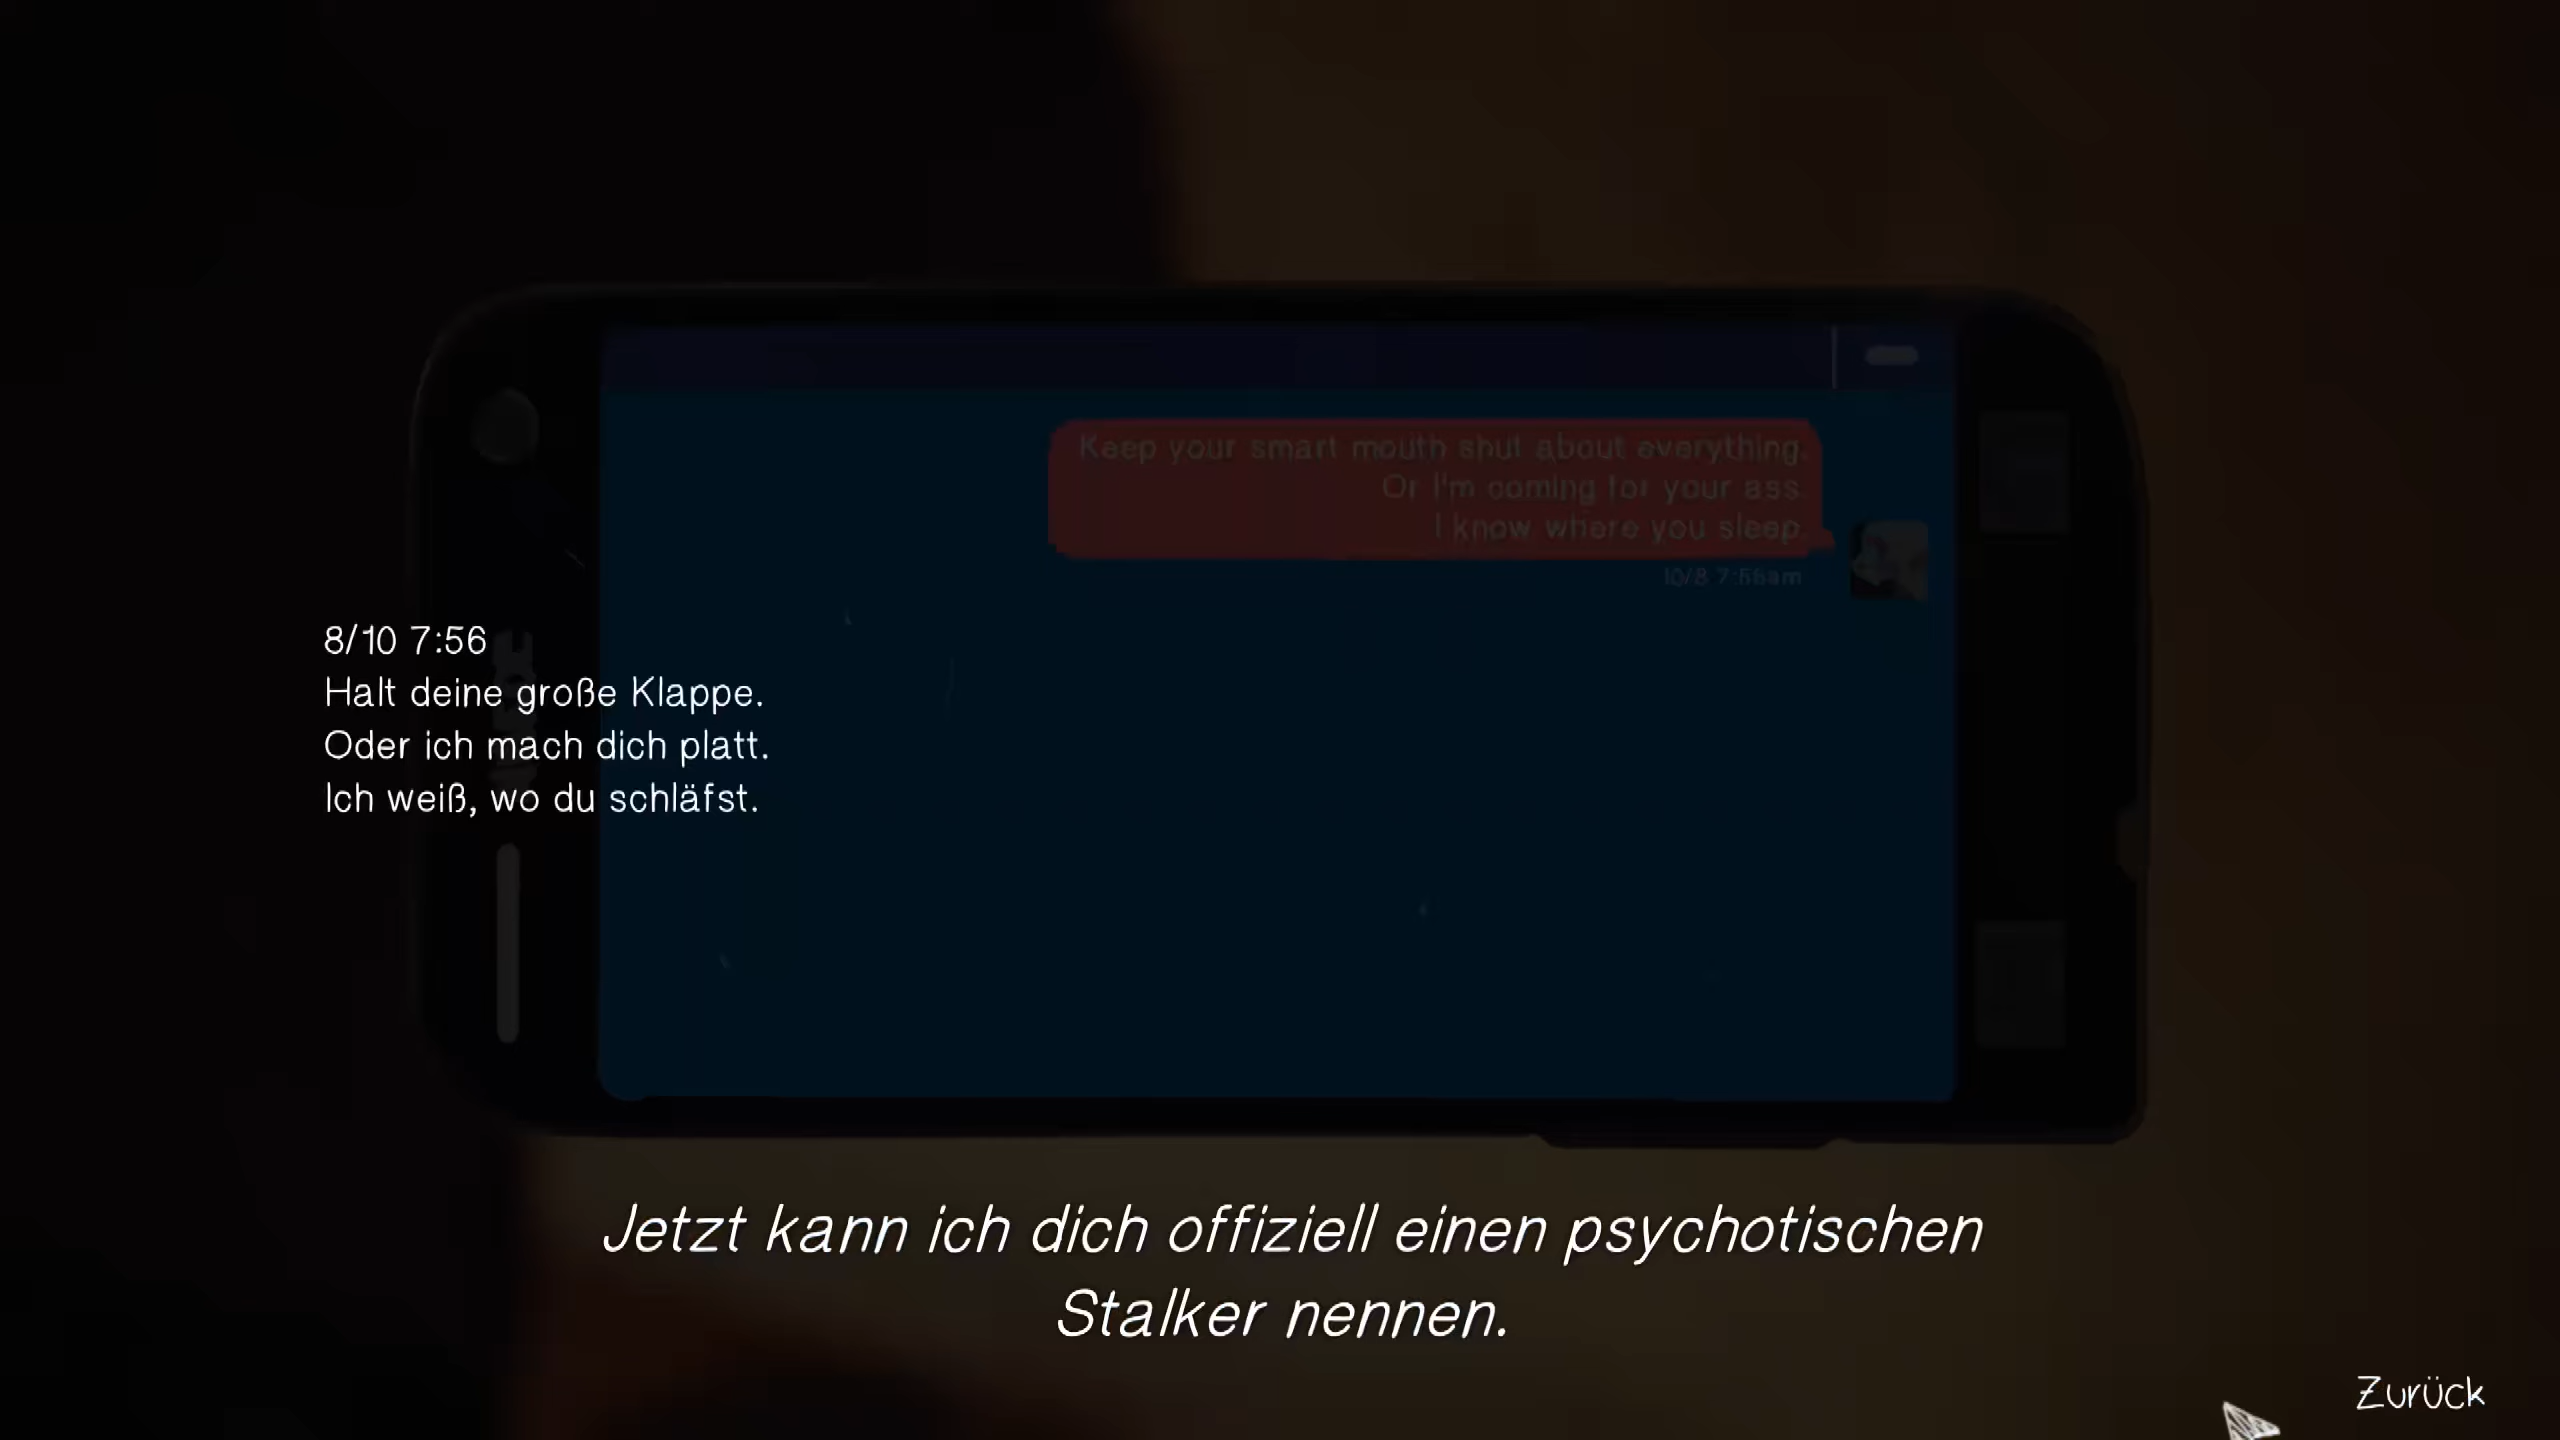 Keep your smart mouth shut about everything.
Or I'm coming for your ass.
I know where you sleep.
10/8 7:56am
8/10 7:56
Halt deine große Klappe.
Oder ich mach dich platt.
Ich weiß, wo du schläfst.
Jetzt kann ich dich offiziell einen psychotischen
Stalker nennen.
Zurück